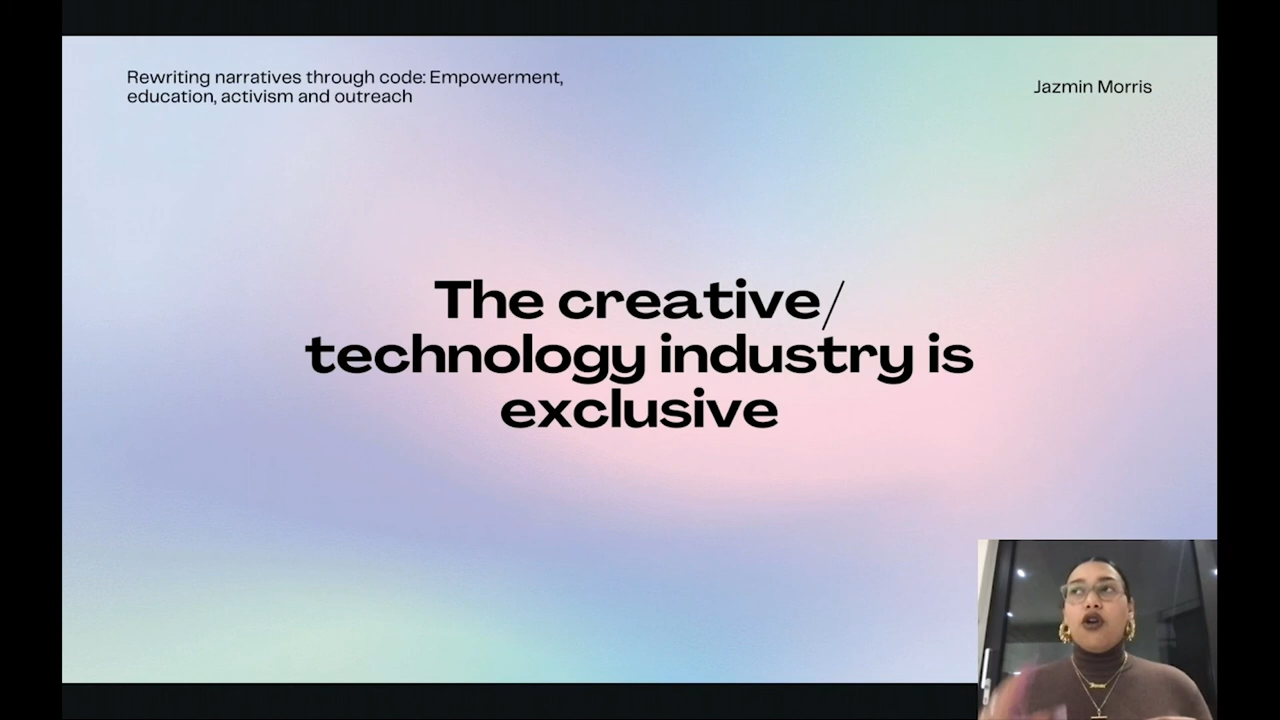 Rewriting narratives through code: Empowerment,
education, activism and outreach
Jazmin Morris
The creative/
technology industry is
exclusive